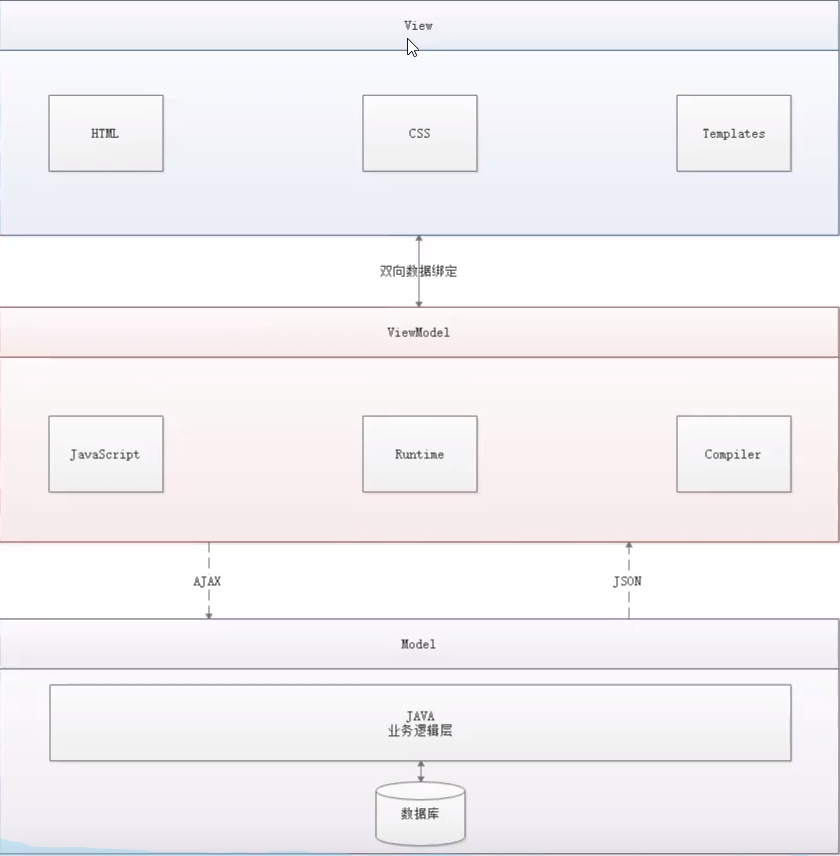 View
HTML
CSS
Templates
双向数据绑定
ViewModel
JavaScript
Runtime
Compiler
AJAX
JSON
Model
JAVA
业务逻辑层
数据库